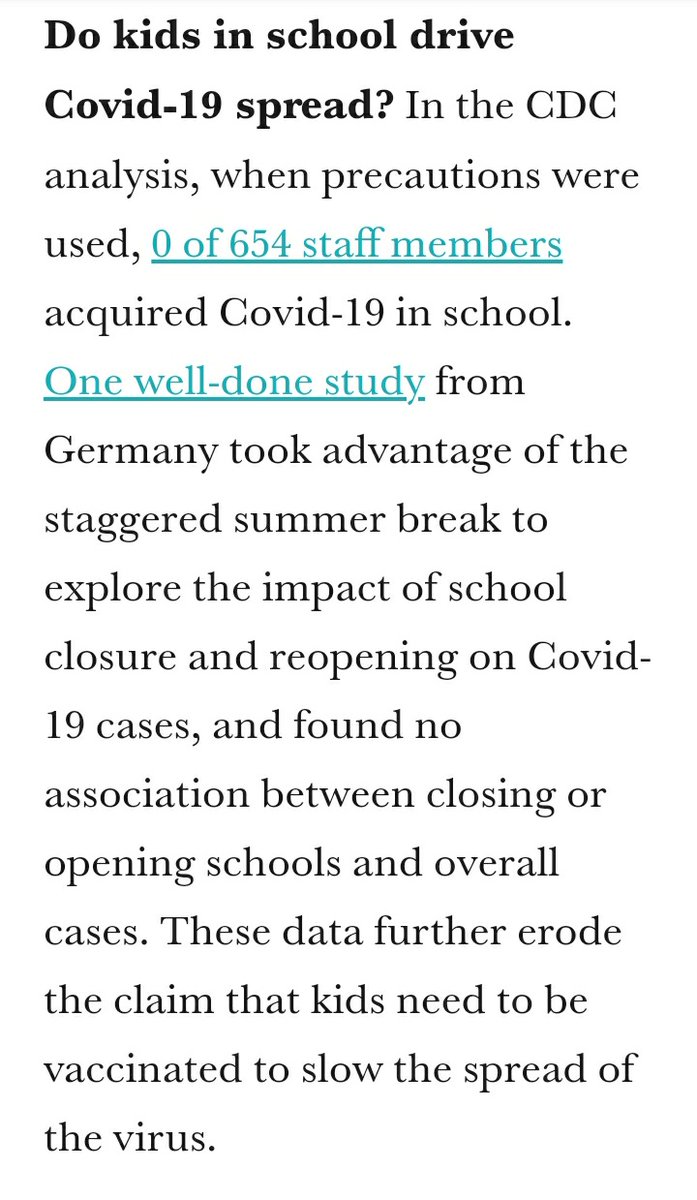 Do kids in school drive
Covid-19 spread? In the CDC
analysis, when precautions were
used, 0 of 654 staff members
acquired Covid-19 in school.
One well-done study from
Germany took advantage of the
staggered summer break to
explore the impact of school
closure and reopening on Covid-
19 cases, and found no
association between closing or
opening schools and overall
cases. These data further erode
the claim that kids need to be
vaccinated to slow the spread of
the virus.